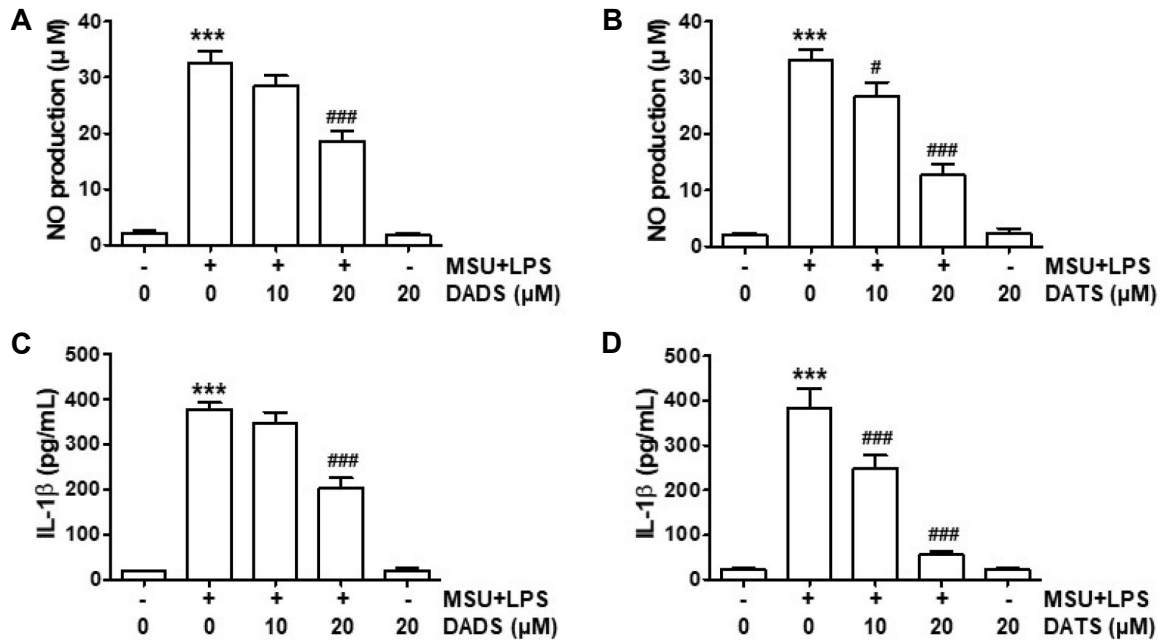 A
NO production (µ M)
40
30
20
10
0
***
###
- + + + - MSU+LPS
0 0 10 20 20 DADS (µM)
B
NO production (µ M)
40
30
20
10
0
***
#
###
- + + + - MSU+LPS
0 0 10 20 20 DATS (µM)
C
IL-1β (pg/mL)
500
400
300
200
100
0
***
###
- + + + - MSU+LPS
0 0 10 20 20 DADS (µM)
D
IL-1β (pg/mL)
500
400
300
200
100
0
***
###
###
- + + + - MSU+LPS
0 0 10 20 20 DATS (µM)